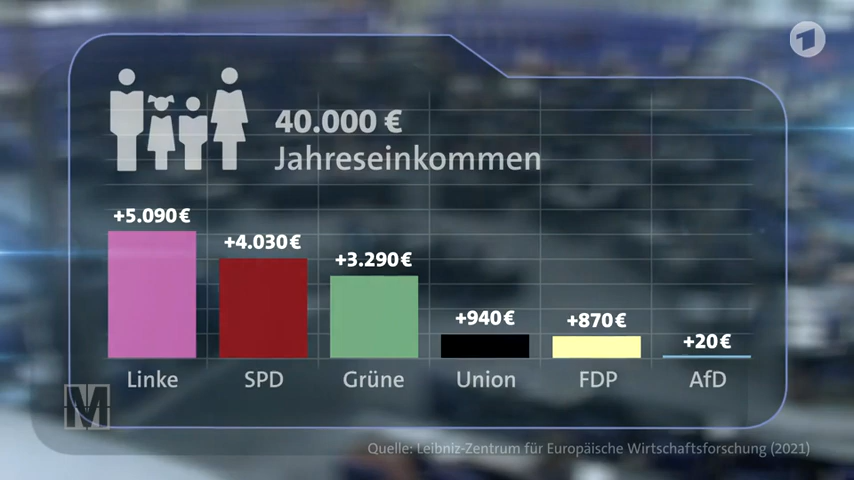 1
40.000 €
Jahreseinkommen
+5.090 €
+4.030 €
+3.290 €
+940 €
+870 €
+20 €
Linke
SPD
Grüne
Union
FDP
AfD
M
Quelle: Leibniz-Zentrum für Europäische Wirtschaftsforschung (2021)